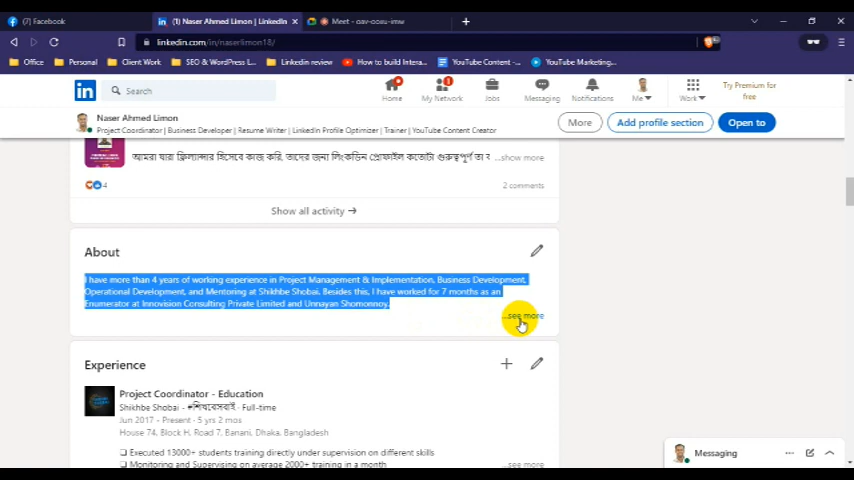 [Facebook
(1) Naser Ahmed Limon | LinkedIn
Meet - oav-ooxu-imw
linkedin.com/in/naserlimon18/
Office Personal Client Work SEO & WordPress L... Linkedin review How to build Intera... YouTube Content -... YouTube Marketing...
Search
Home My Network Jobs Messaging Notifications Me Work Try Premium for
free
Naser Ahmed Limon
Project Coordinator | Business Developer | Resume Writer | LinkedIn Profile Optimizer | Trainer | YouTube Content Creator
More Add profile section Open to
আমরা যারা ফ্রিল্যান্সার হিসেবে কাজ করি, তাদের জন্য লিংকডিন প্রোফাইল কতোটা গুরুত্বপূর্ণ তা ব ...show more
4 2 comments
Show all activity →
About
I have more than 4 years of working experience in Project Management & Implementation, Business Development,
Operational Development, and Mentoring at Shikhbe Shobai. Besides this, I have worked for 7 months as an
Enumerator at Innovision Consulting Private Limited and Unnayan Shomonnoy.
...see more
Experience
Project Coordinator - Education
Shikhbe Shobai - #শিখবেসবাই · Full-time
Jun 2017 - Present · 5 yrs 2 mos
House 74, Block H, Road 7, Banani, Dhaka, Bangladesh
❑ Executed 13000+ students training directly under supervision on different skills
❑ Monitoring and Supervising on average 2000+ training in a month ...see more
Messaging